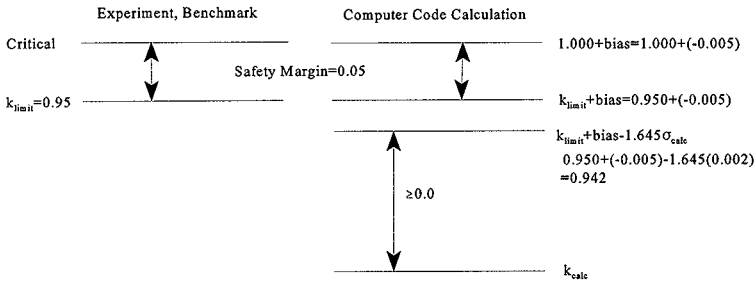 Experiment, Benchmark
Computer Code Calculation
Critical
1.000+bias=1.000+(-0.005)
Safety Margin=0.05
klimit=0.95
klimit+bias=0.950+(-0.005)
klimit+bias-1.645σcalc
0.950+(-0.005)-1.645(0.002)
=0.942
≥0.0
kcalc